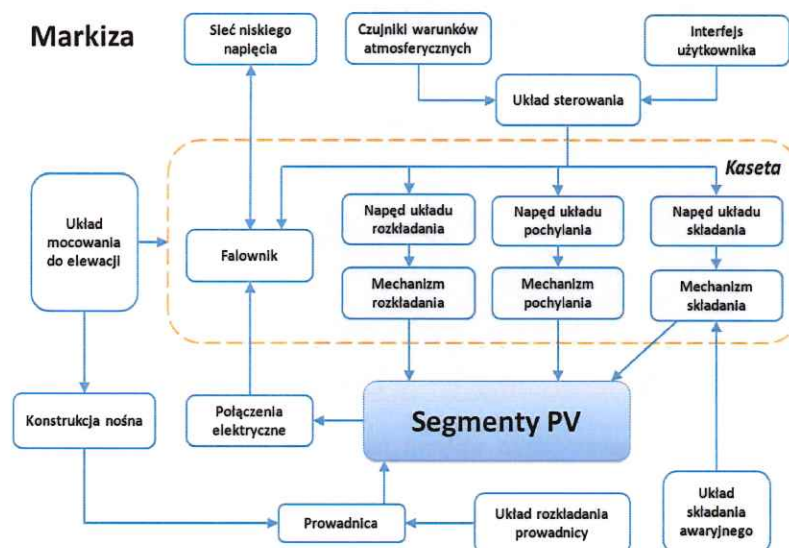 Markiza
Sieć niskiego
napięcia
Czujniki warunków
atmosferycznych
Interfejs
użytkownika
Układ sterowania
Kaseta
Układ
mocowania
do elewacji
Falownik
Napęd układu
rozkładania
Napęd układu
pochylania
Napęd układu
składania
Mechanizm
rozkładania
Mechanizm
pochylania
Mechanizm
składania
Konstrukcja nośna
Połączenia
elektryczne
Segmenty PV
Prowadnica
Układ rozkładania
prowadnicy
Układ
składania
awaryjnego